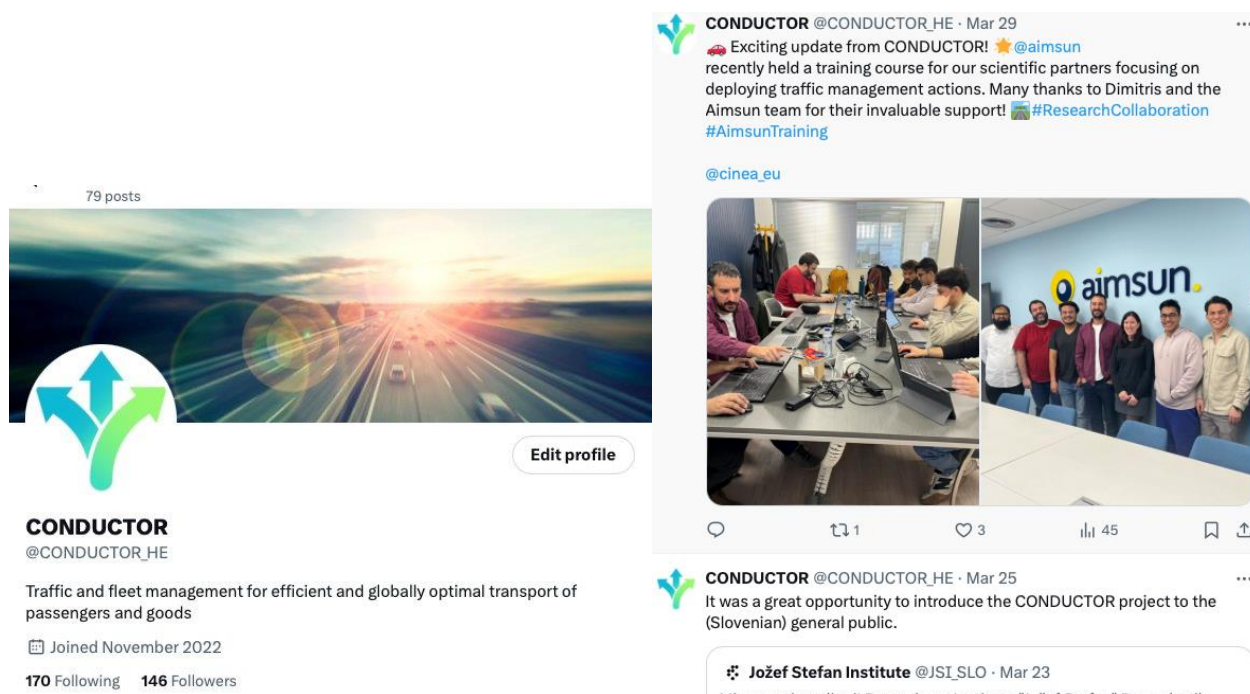 79 posts
Edit profile
CONDUCTOR
@CONDUCTOR_HE
Traffic and fleet management for efficient and globally optimal transport of
passengers and goods
Joined November 2022
170 Following 146 Followers
CONDUCTOR @CONDUCTOR_HE · Mar 29
🚗 Exciting update from CONDUCTOR! 🌟@aimsun
recently held a training course for our scientific partners focusing on
deploying traffic management actions. Many thanks to Dimitris and the
Aimsun team for their invaluable support! 🛣️#ResearchCollaboration
#AimsunTraining
@cinea_eu
aimsun.
1
3
45
CONDUCTOR @CONDUCTOR_HE · Mar 25
It was a great opportunity to introduce the CONDUCTOR project to the
(Slovenian) general public.
Jožef Stefan Institute @JSI_SLO · Mar 23